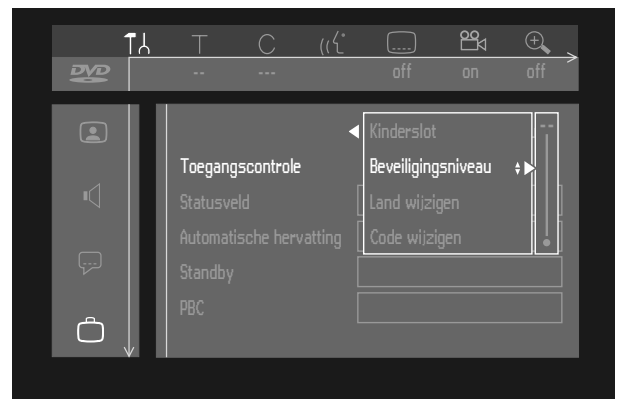 T C
DVD -- --- off on off
Kinderslot --
Toegangscontrole Beveiligingsniveau
Statusveld Land wijzigen
Automatische hervatting Code wijzigen
Standby
PBC